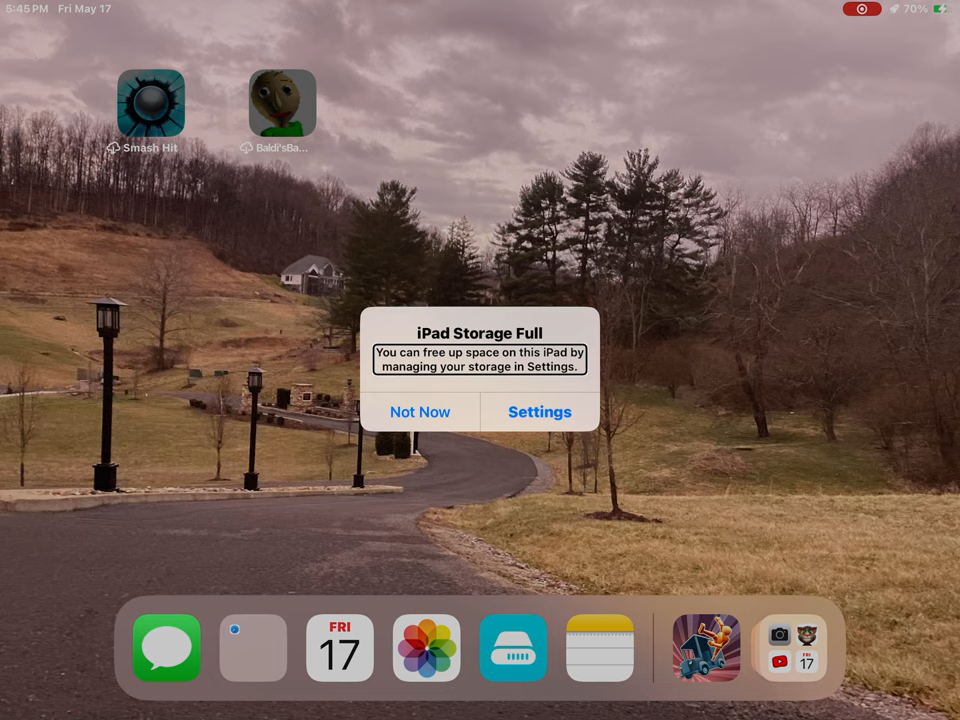 5:45 PM Fri May 17
70%
Smash Hit
Baldi'sBa...
iPad Storage Full
You can free up space on this iPad by
managing your storage in Settings.
Not Now
Settings
FRI
17
FRI
17